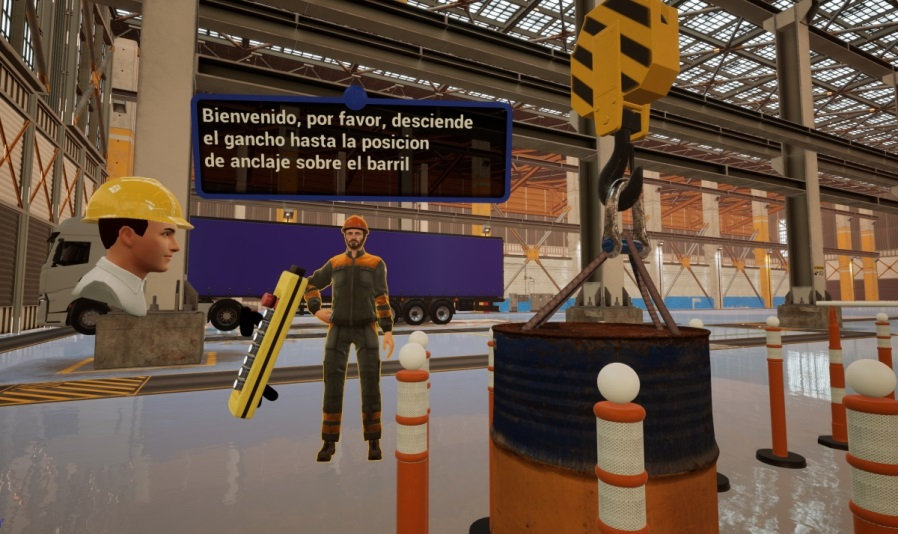 Bienvenido, por favor, desciende
el gancho hasta la posicion
de anclaje sobre el barril